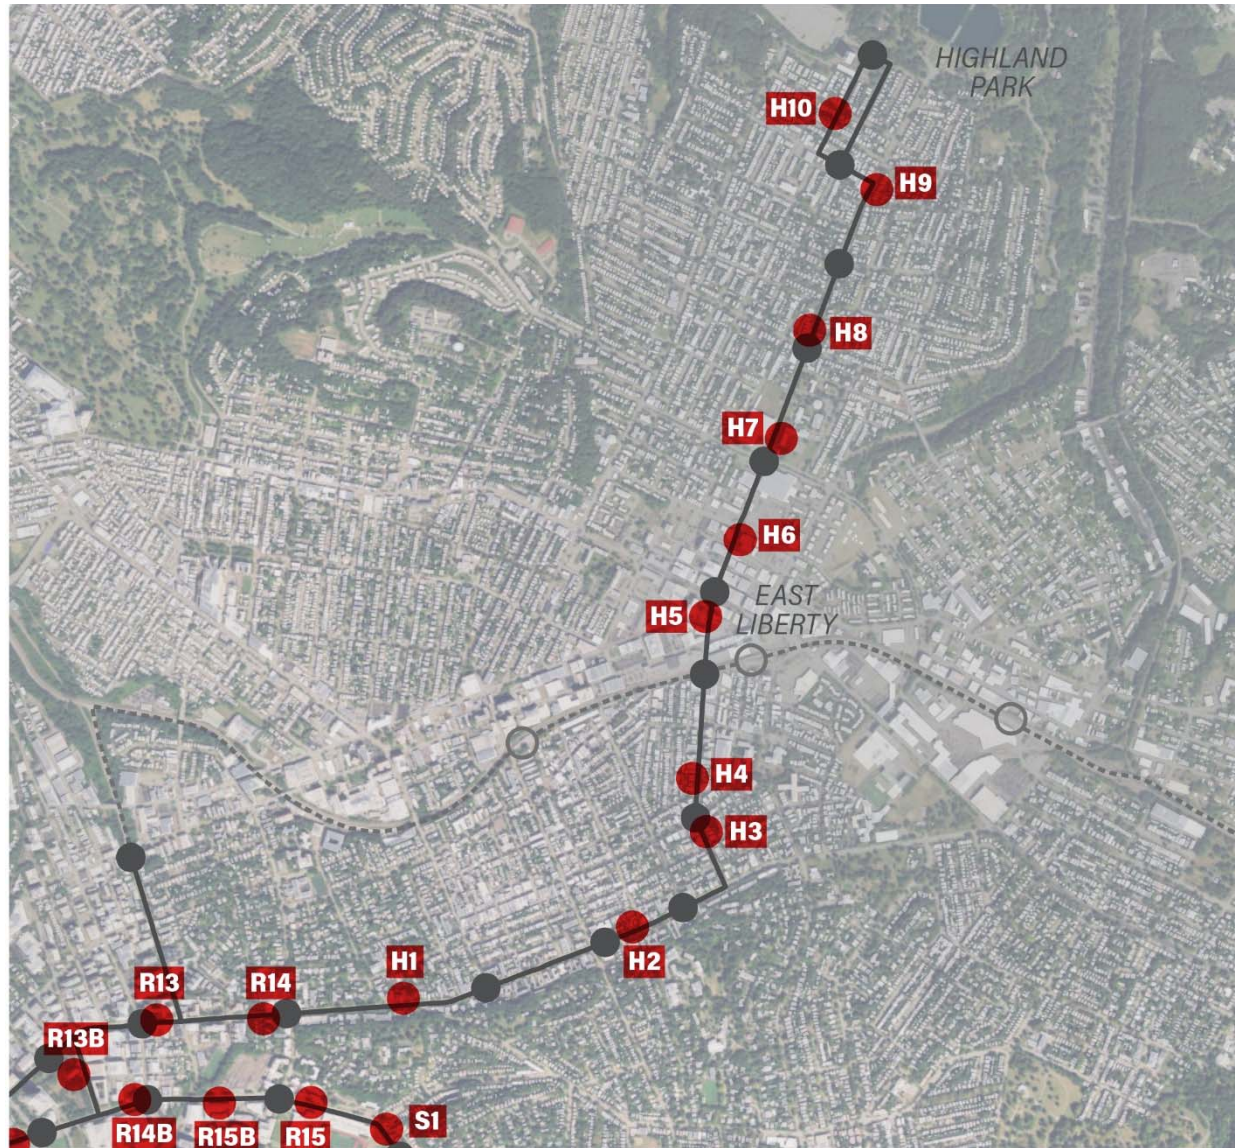 HIGHLAND
PARK
H10
H9
H8
H7
H6
EAST
LIBERTY
H5
H4
H3
H2
H1
R13
R14
R13B
R14B
R15B
R15
S1